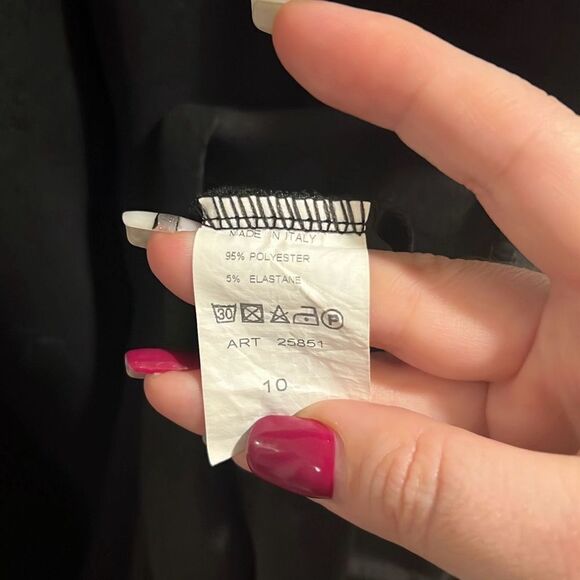 MADE IN ITALY
95% POLYESTER
5% ELASTANE
30 P
ART 25851
10